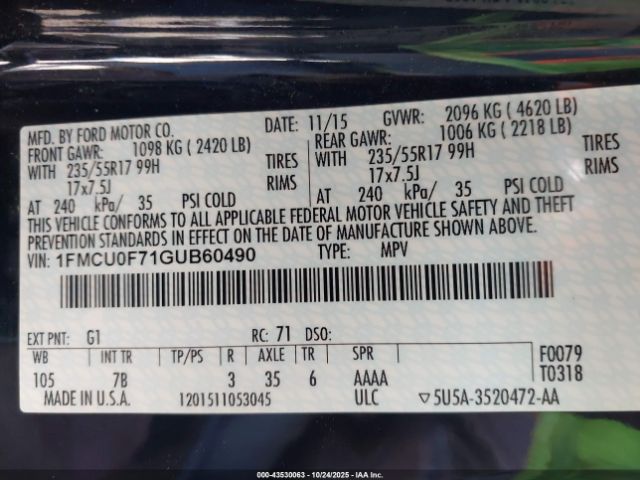 MFD. BY FORD MOTOR CO. DATE: 11/15 GVWR: 2096 KG ( 4620 LB)
FRONT GAWR: 1098 KG ( 2420 LB) REAR GAWR: 1006 KG ( 2218 LB)
WITH 235/55R17 99H TIRES WITH 235/55R17 99H TIRES
17x7.5J RIMS 17x7.5J RIMS
AT 240 kPa/ 35 PSI COLD AT 240 kPa/ 35 PSI COLD
THIS VEHICLE CONFORMS TO ALL APPLICABLE FEDERAL MOTOR VEHICLE SAFETY AND THEFT
PREVENTION STANDARDS IN EFFECT ON THE DATE OF MANUFACTURE SHOWN ABOVE.
VIN: 1FMCU0F71GUB60490 TYPE: MPV
EXT PNT: G1 RC: 71 DSO:
WB INT TR TP/PS R AXLE TR SPR F0079
105 7B 3 35 6 AAAA T0318
MADE IN U.S.A. 1201511053045 ULC ▽5U5A-3520472-AA
000-43530063 - 10/24/2025 - IAA Inc.